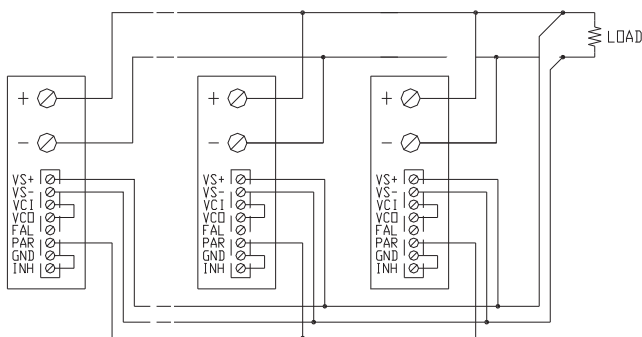 LOAD
+
−
VS+
VS-
VCI
VCO
FAL
PAR
GND
INH
+
−
VS+
VS-
VCI
VCO
FAL
PAR
GND
INH
+
−
VS+
VS-
VCI
VCO
FAL
PAR
GND
INH